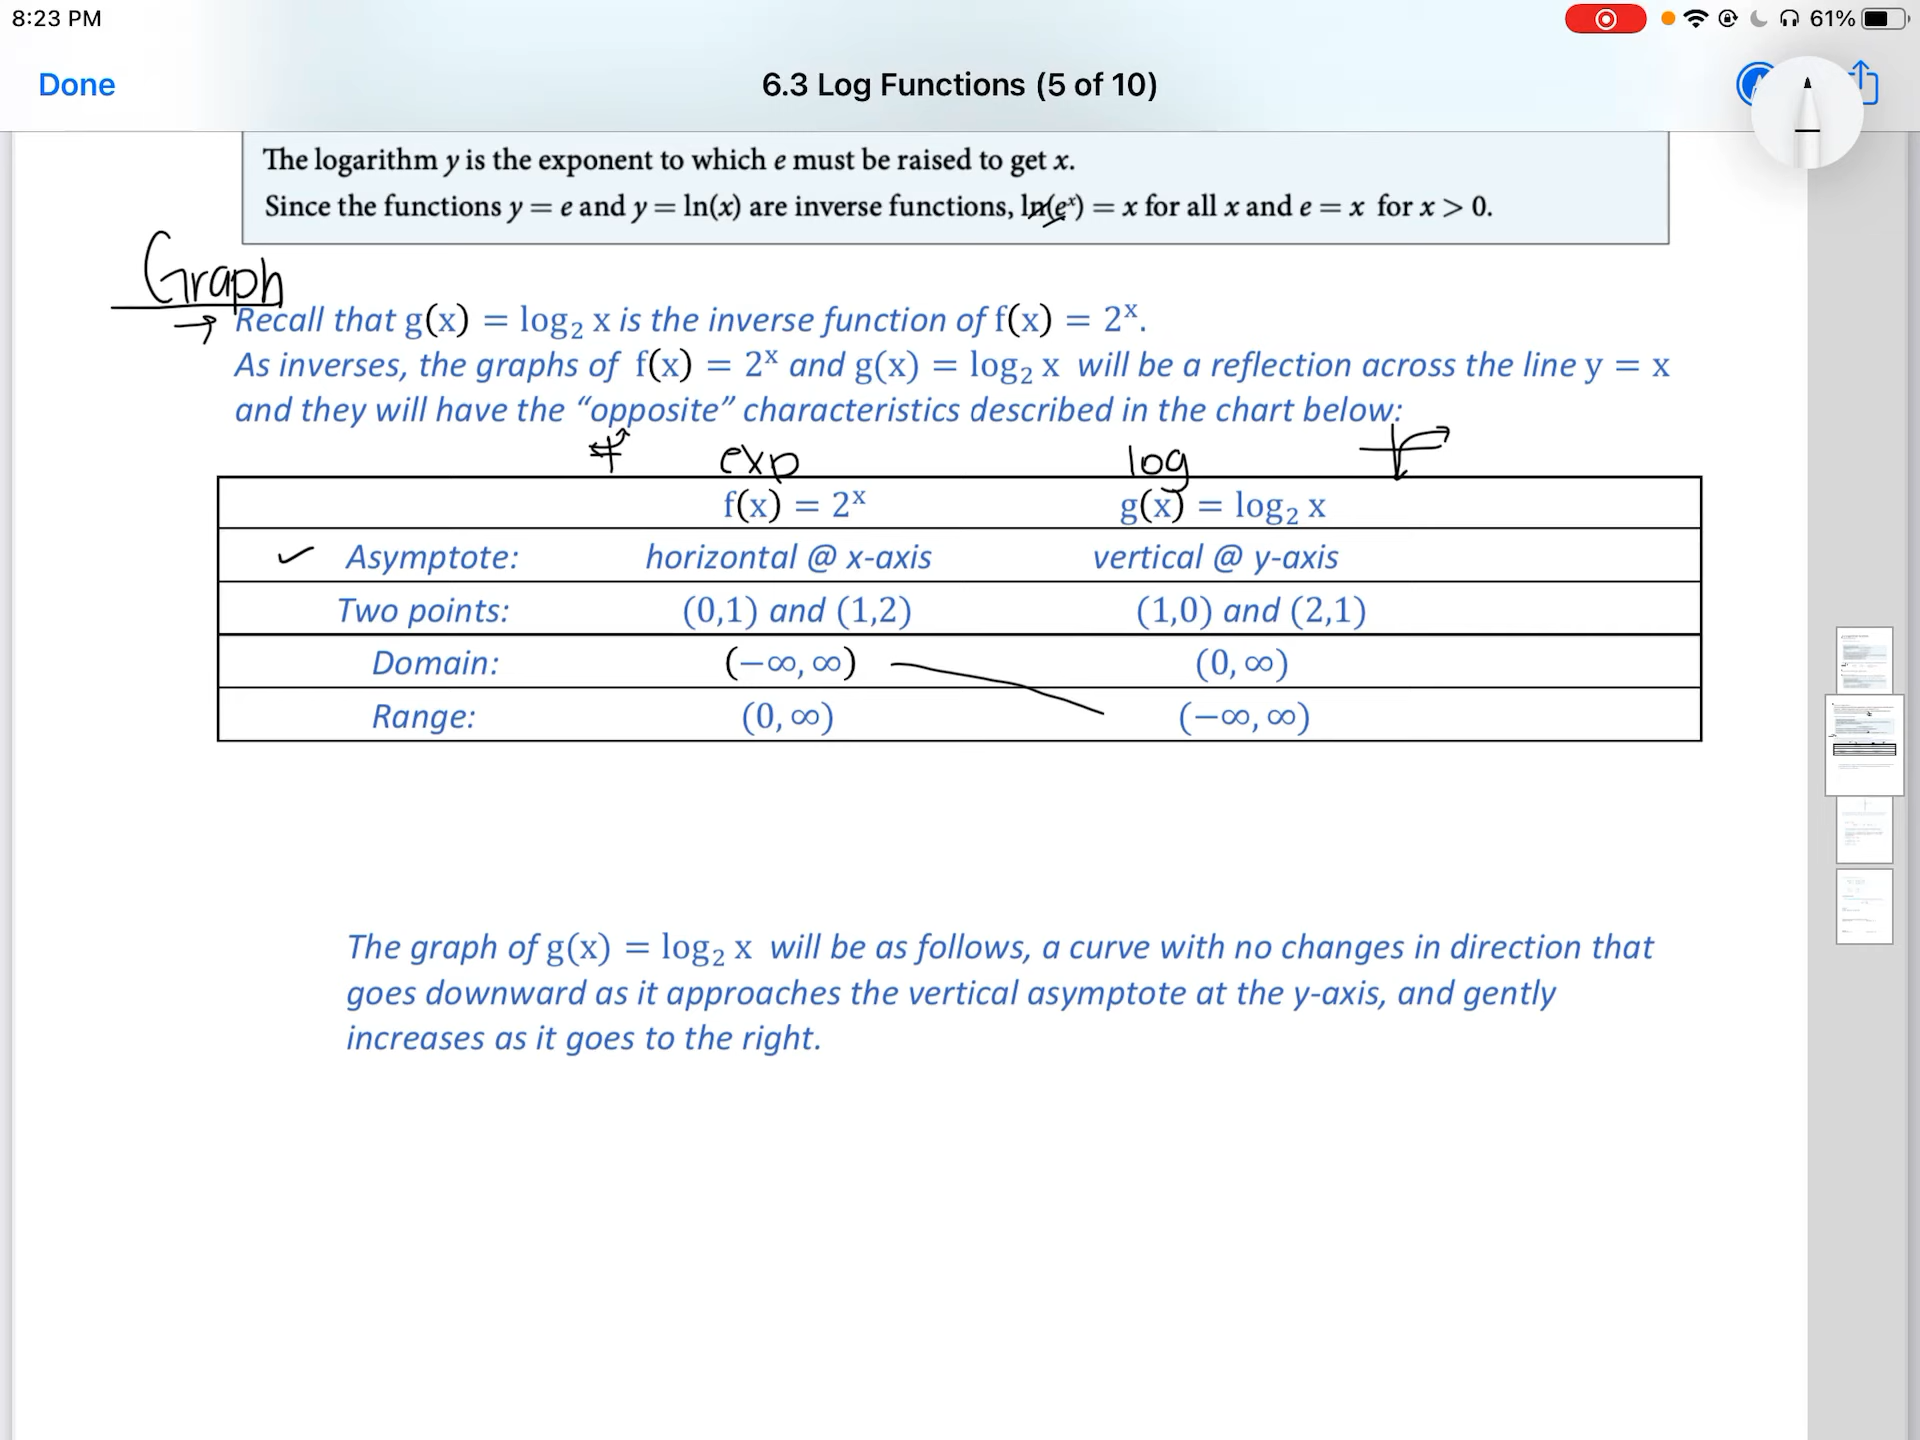 8:23 PM
61%
Done
6.3 Log Functions (5 of 10)
The logarithm y is the exponent to which e must be raised to get x.
Since the functions y = e and y = ln(x) are inverse functions, ln(eˣ) = x for all x and e = x for x > 0.
Graph
→ Recall that g(x) = log₂ x is the inverse function of f(x) = 2ˣ.
As inverses, the graphs of f(x) = 2ˣ and g(x) = log₂ x will be a reflection across the line y = x
and they will have the “opposite” characteristics described in the chart below:
exp log
f(x) = 2ˣ g(x) = log₂ x
✓ Asymptote: horizontal @ x-axis vertical @ y-axis
Two points: (0,1) and (1,2) (1,0) and (2,1)
Domain: (−∞, ∞) (0, ∞)
Range: (0, ∞) (−∞, ∞)
The graph of g(x) = log₂ x will be as follows, a curve with no changes in direction that
goes downward as it approaches the vertical asymptote at the y-axis, and gently
increases as it goes to the right.